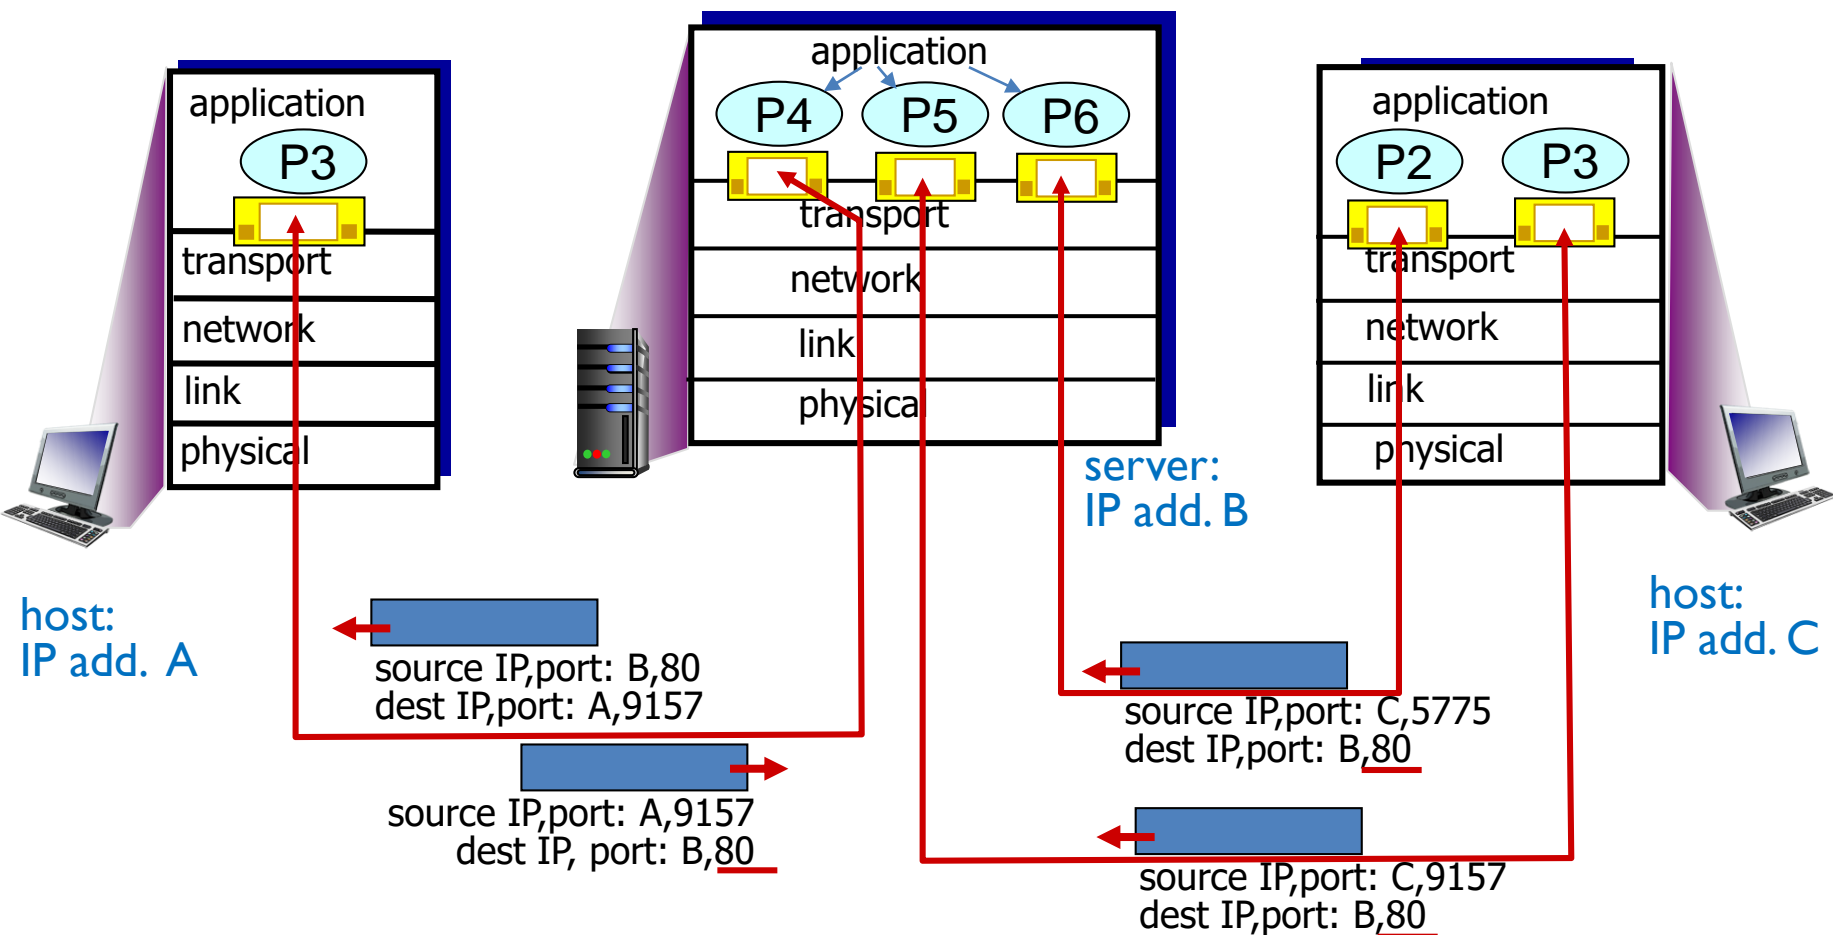 application
P3
transport
network
link
physical
host:
IP add. A
application
P4 P5 P6
transport
network
link
physical
server:
IP add. B
application
P2 P3
transport
network
link
physical
host:
IP add. C
source IP,port: B,80
dest IP,port: A,9157
source IP,port: A,9157
dest IP, port: B,80
source IP,port: C,5775
dest IP,port: B,80
source IP,port: C,9157
dest IP,port: B,80